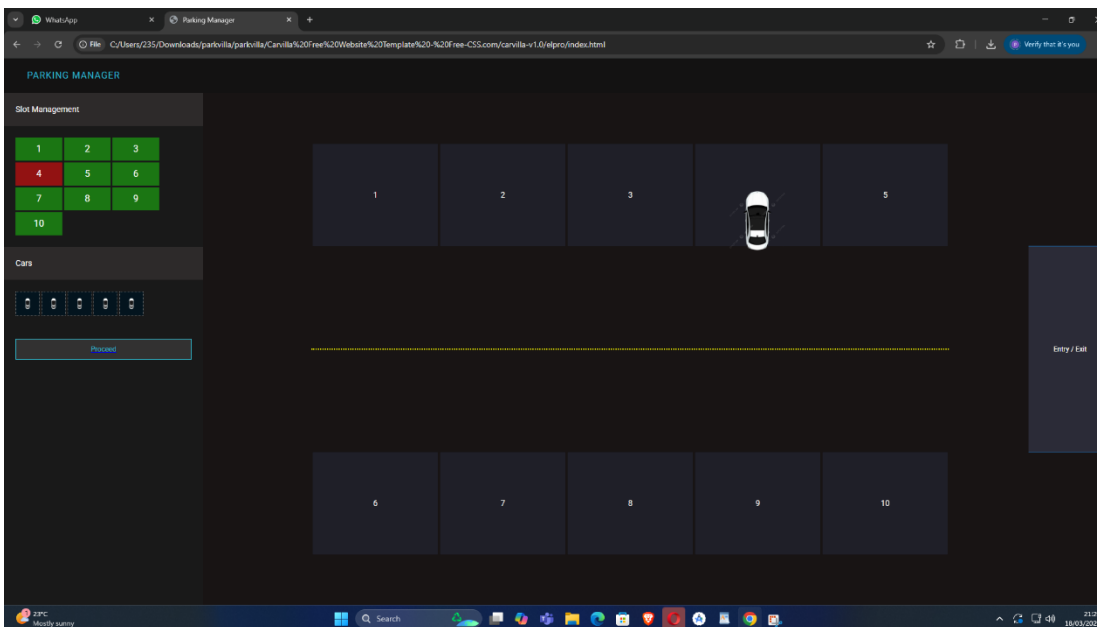 WhatsApp
Parking Manager
File
C:/Users/235/Downloads/parkvilla/parkvilla/Carvilla%20Free%20Website%20Template%20-%20Free-CSS.com/carvilla-v1.0/elpro/index.html
Verify that it's you
PARKING MANAGER
Slot Management
1 2 3
4 5 6
7 8 9
10
Cars
Proceed
1 2 3 5
Entry / Exit
6 7 8 9 10
23°C
Mostly sunny
Search